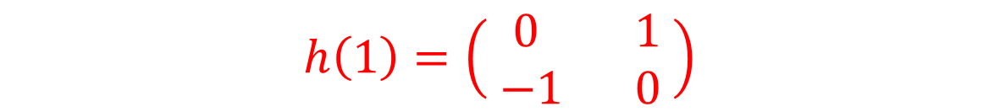 h(1) = ( 0 1
-1 0 )